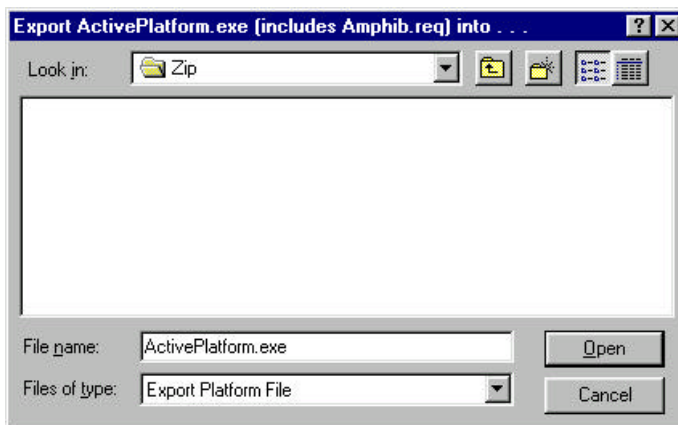 Export ActivePlatform.exe (includes Amphib.req) into . . .
Look in: Zip
File name: ActivePlatform.exe Open
Files of type: Export Platform File Cancel